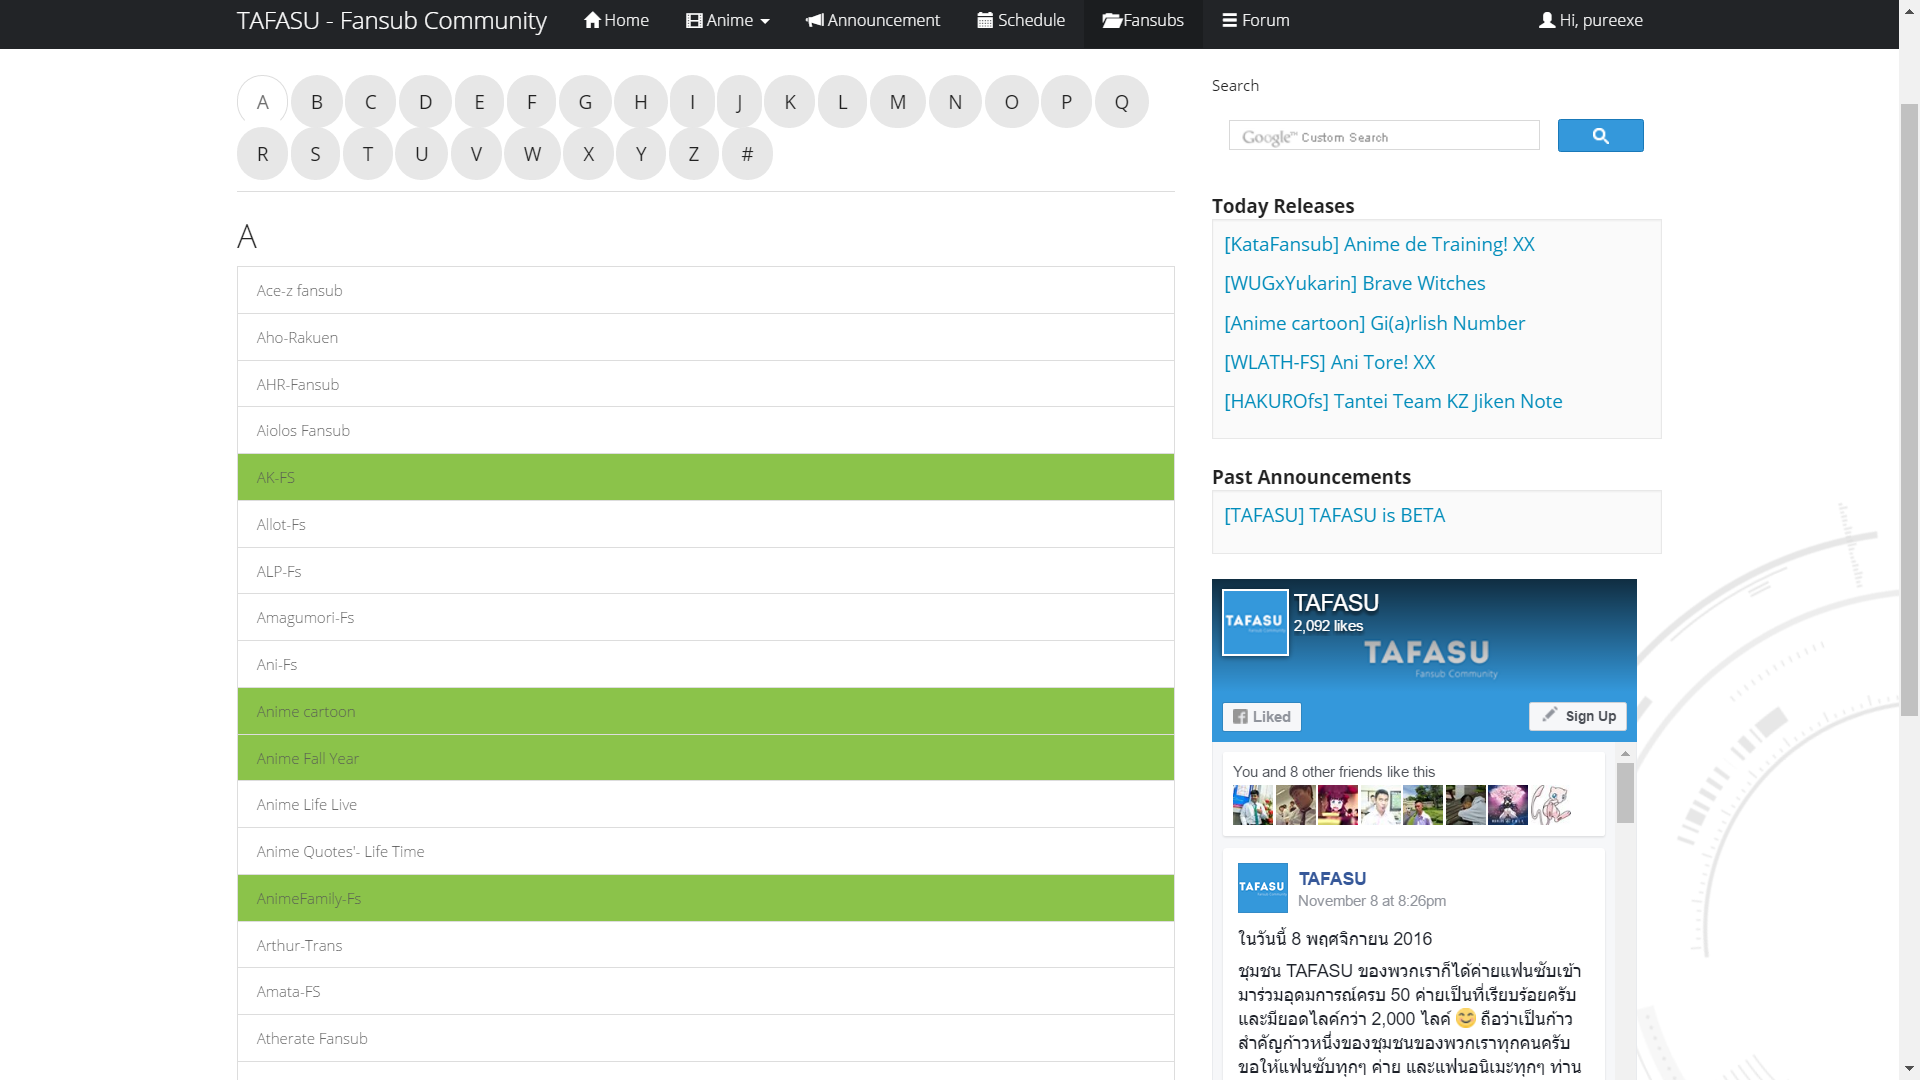 TAFASU - Fansub Community
Home
Anime
Announcement
Schedule
Fansubs
Forum
Hi, pureexe
A B C D E F G H I J K L M N O P Q
R S T U V W X Y Z #
A
Ace-z fansub
Aho-Rakuen
AHR-Fansub
Aiolos Fansub
AK-FS
Allot-Fs
ALP-Fs
Amagumori-Fs
Ani-Fs
Anime cartoon
Anime Fall Year
Anime Life Live
Anime Quotes'- Life Time
AnimeFamily-Fs
Arthur-Trans
Amata-FS
Atherate Fansub
Search
Google™ Custom Search
Today Releases
[KataFansub] Anime de Training! XX
[WUGxYukarin] Brave Witches
[Anime cartoon] Gi(a)rlish Number
[WLATH-FS] Ani Tore! XX
[HAKUROfs] Tantei Team KZ Jiken Note
Past Announcements
[TAFASU] TAFASU is BETA
TAFASU
TAFASU
2,092 likes
TAFASU
Fansub Community
Liked
Sign Up
You and 8 other friends like this
TAFASU
TAFASU
November 8 at 8:26pm
ในวันนี้ 8 พฤศจิกายน 2016
ชุมชน TAFASU ของพวกเราก็ได้ค่ายแฟนซับเข้า
มาร่วมอุดมการณ์ครบ 50 ค่ายเป็นที่เรียบร้อยครับ
และมียอดไลค์กว่า 2,000 ไลค์ 😊 ถือว่าเป็นก้าว
สำคัญก้าวหนึ่งของชุมชนของพวกเราทุกคนครับ
ขอให้แฟนซับทุกๆ ค่าย และแฟนอนิเมะทุกๆ ท่าน